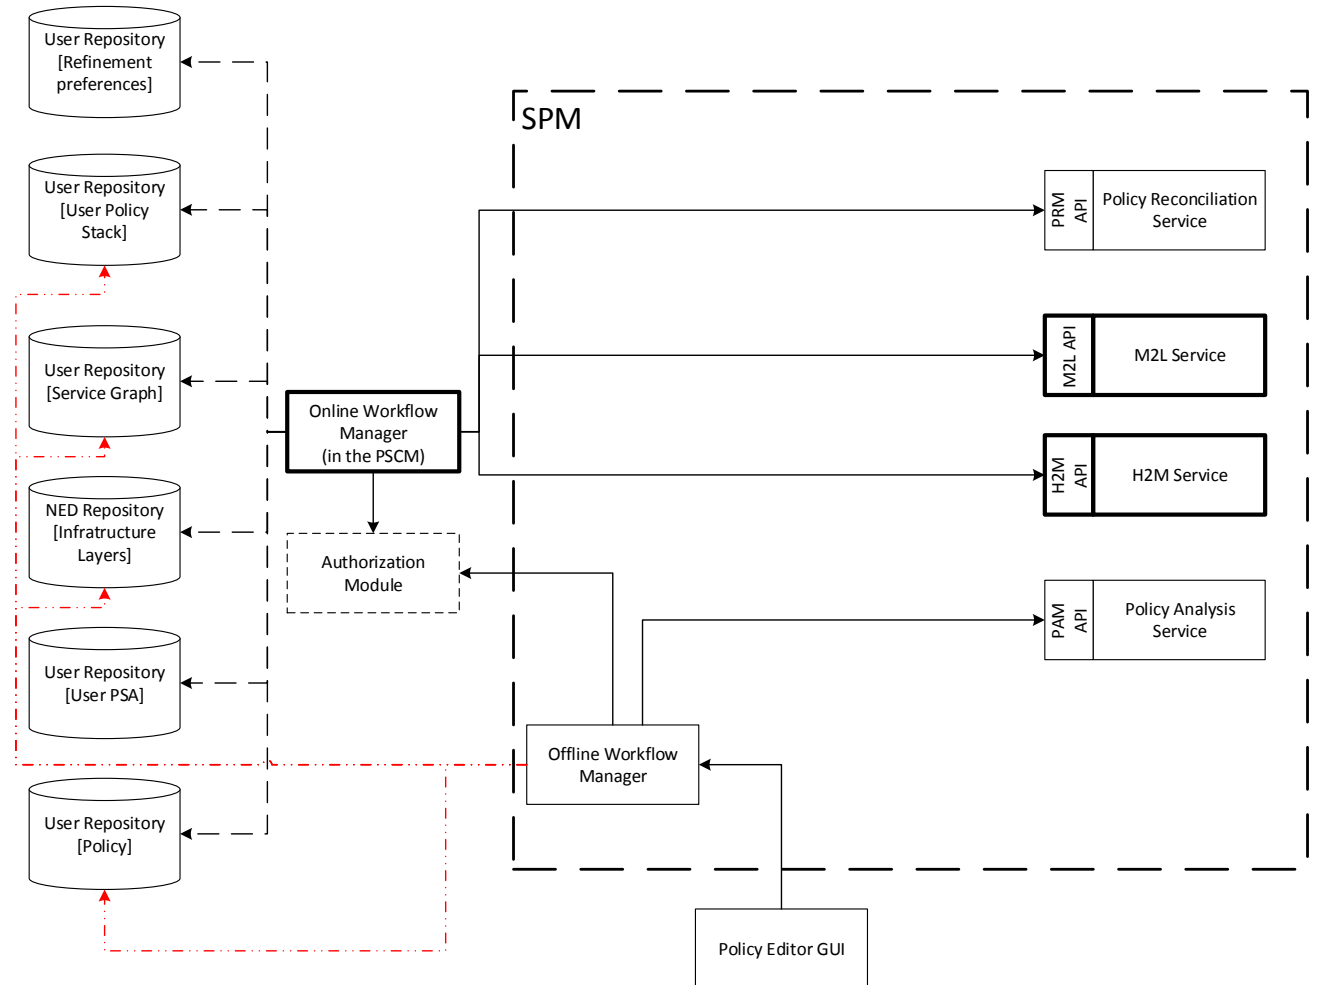 User Repository
[Refinement
preferences]
SPM
User Repository
[User Policy
Stack]
PRM
API
Policy Reconciliation
Service
User Repository
[Service Graph]
M2L API
M2L Service
Online Workflow
Manager
(in the PSCM)
H2M
API
H2M Service
NED Repository
[Infratructure
Layers]
Authorization
Module
PAM
API
Policy Analysis
Service
User Repository
[User PSA]
Offline Workflow
Manager
User Repository
[Policy]
Policy Editor GUI